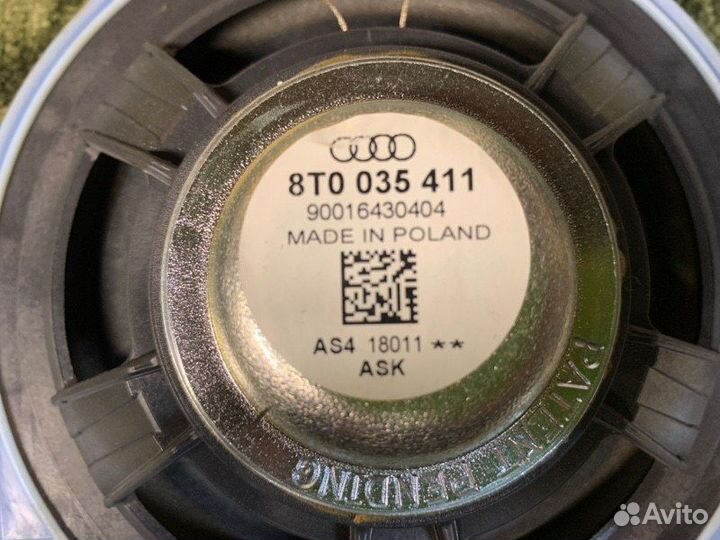 8T0 035 411
90016430404
MADE IN POLAND
AS4 18011 **
ASK
PATENT PENDING
Avito